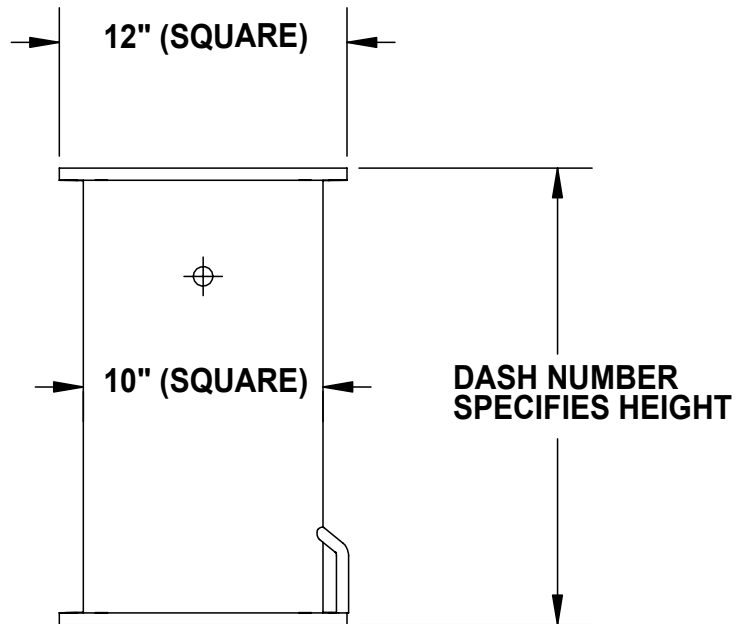 12" (SQUARE)
10" (SQUARE)
DASH NUMBER
SPECIFIES HEIGHT